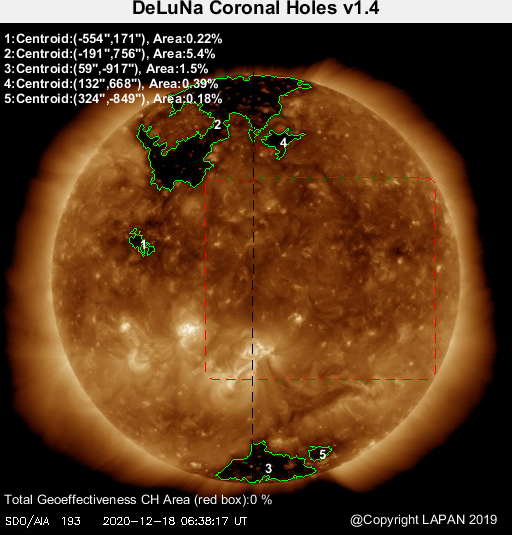 DeLuNa Coronal Holes v1.4
1:Centroid:(-554",171"), Area:0.22%
2:Centroid:(-191",756"), Area:5.4%
3:Centroid:(59",-917"), Area:1.5%
4:Centroid:(132",668"), Area:0.39%
5:Centroid:(324",-849"), Area:0.18%
2
4
1
5
3
Total Geoeffectiveness CH Area (red box):0 %
SDO/AIA 193 2020-12-18 06:38:17 UT
@Copyright LAPAN 2019